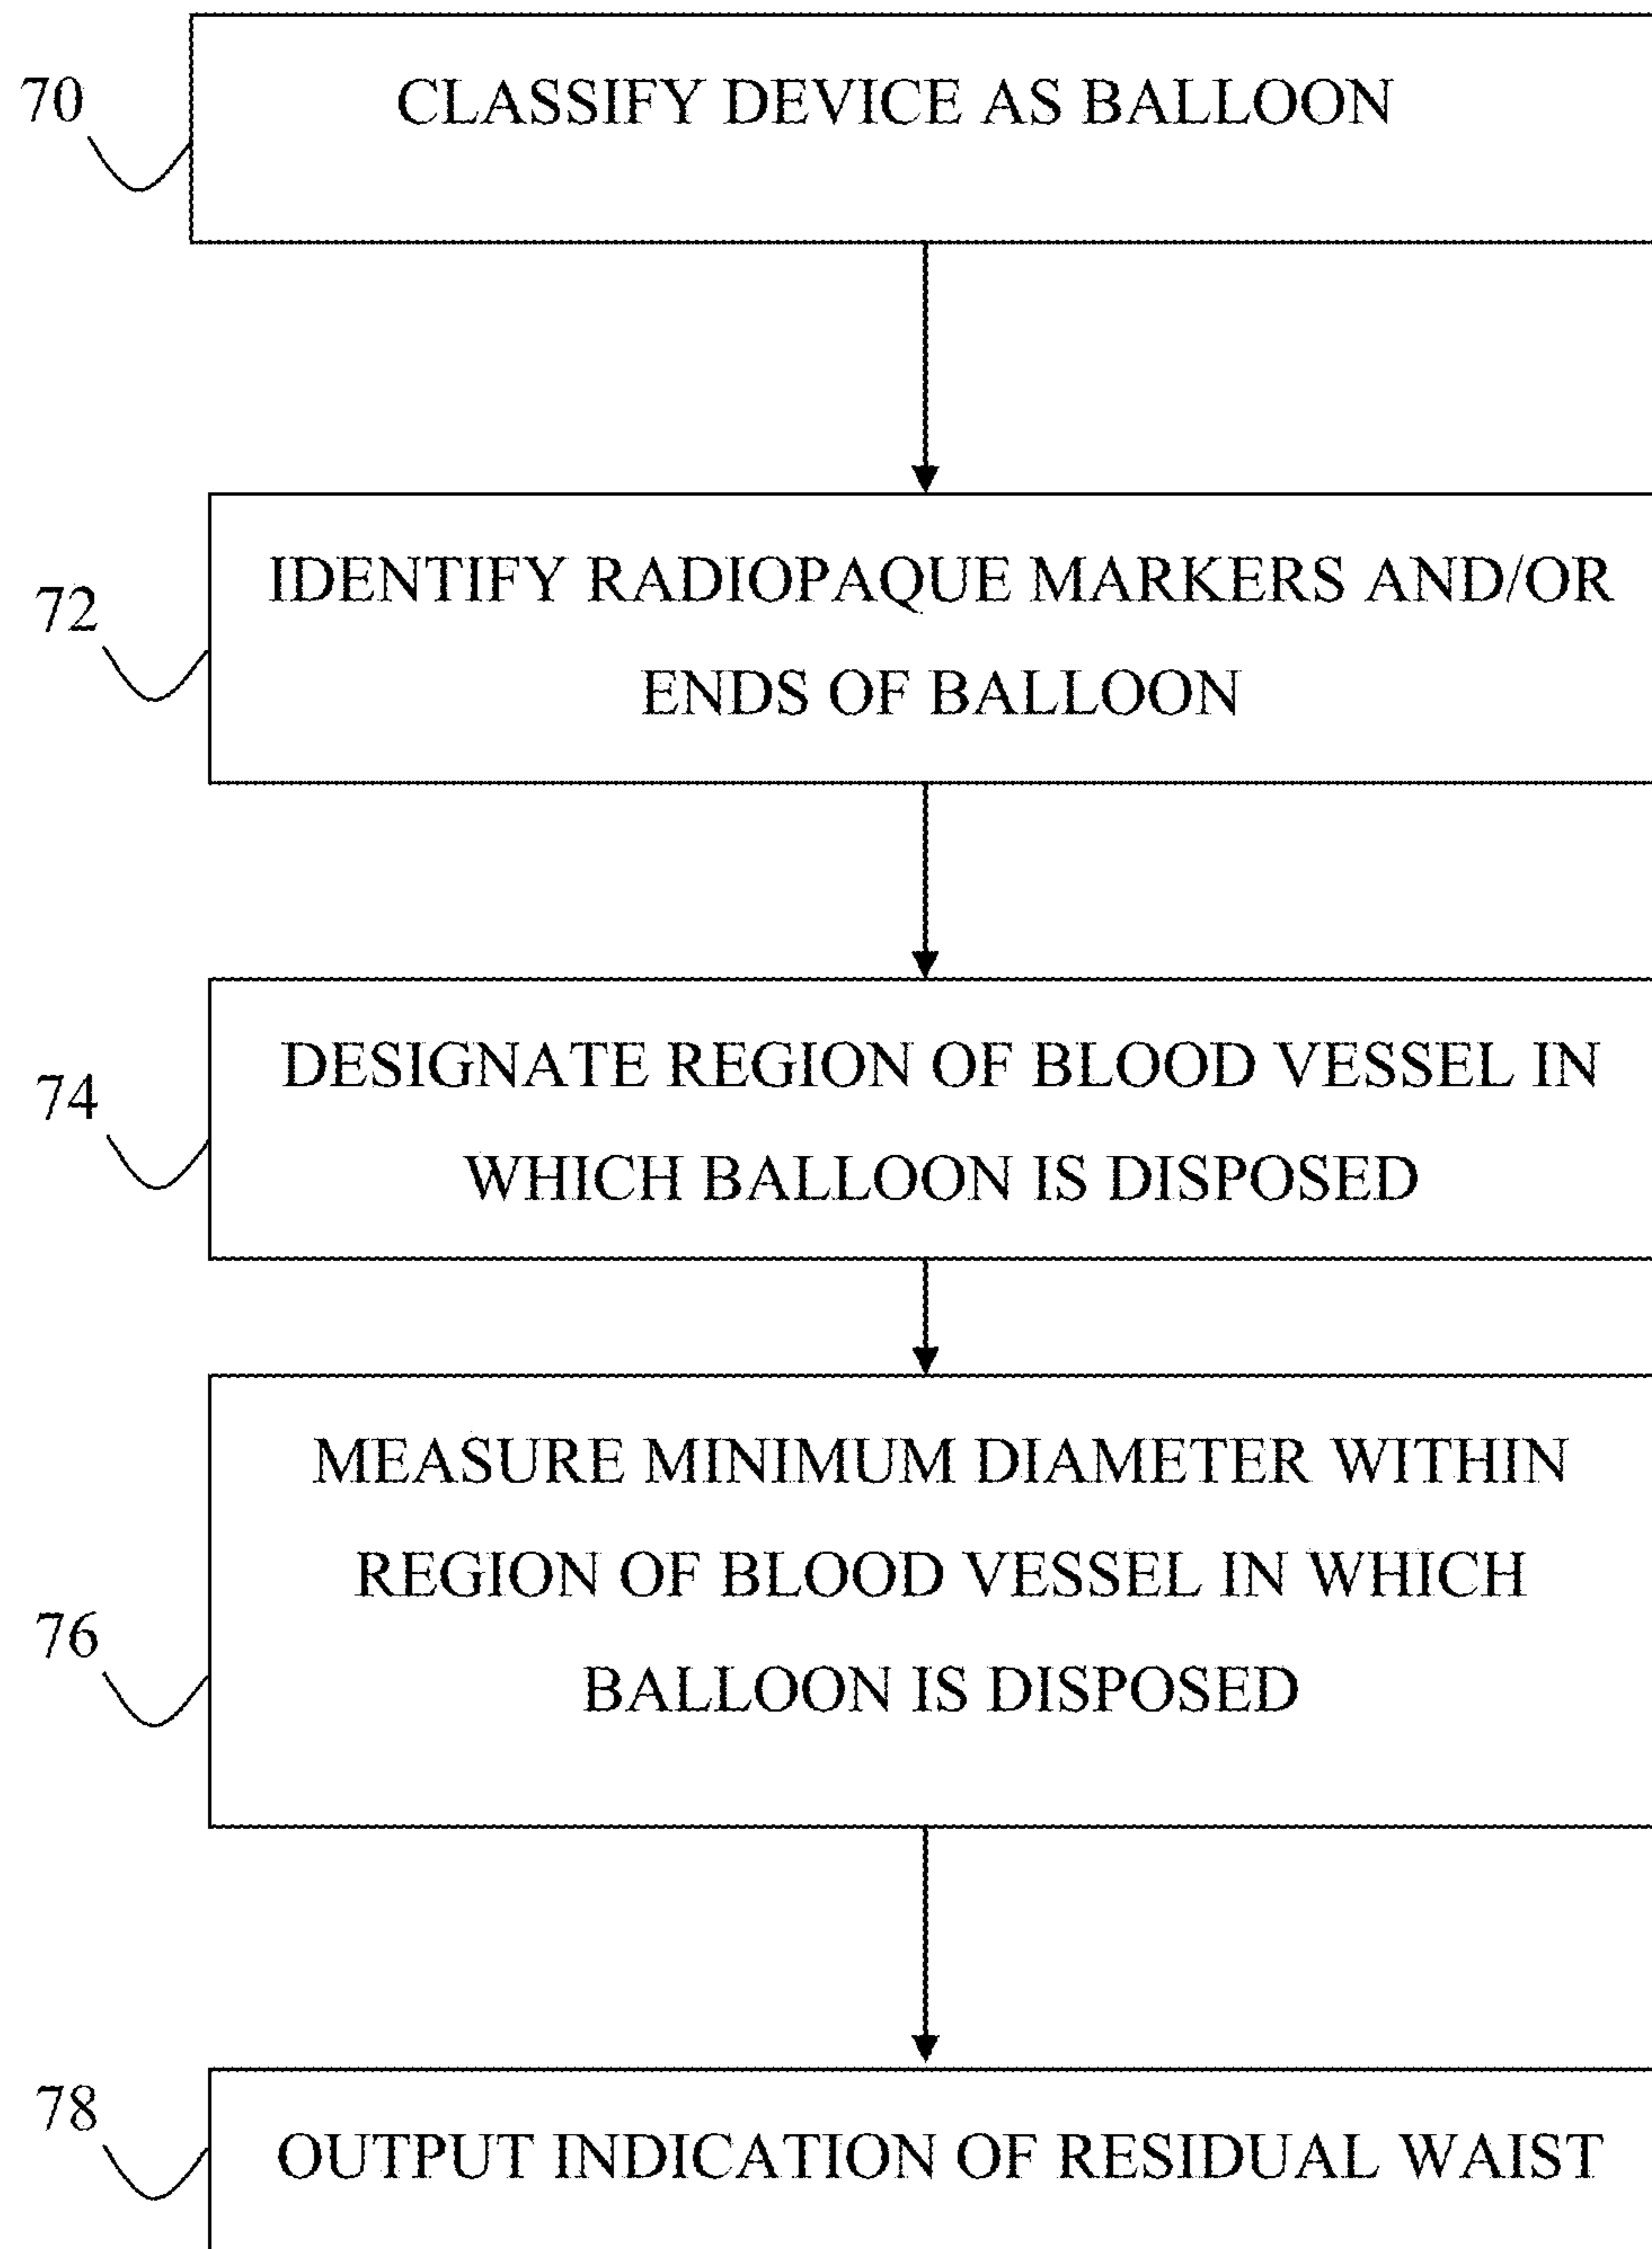 70
CLASSIFY DEVICE AS BALLOON
72
IDENTIFY RADIOPAQUE MARKERS AND/OR
ENDS OF BALLOON
74
DESIGNATE REGION OF BLOOD VESSEL IN
WHICH BALLOON IS DISPOSED
76
MEASURE MINIMUM DIAMETER WITHIN
REGION OF BLOOD VESSEL IN WHICH
BALLOON IS DISPOSED
78
OUTPUT INDICATION OF RESIDUAL WAIST